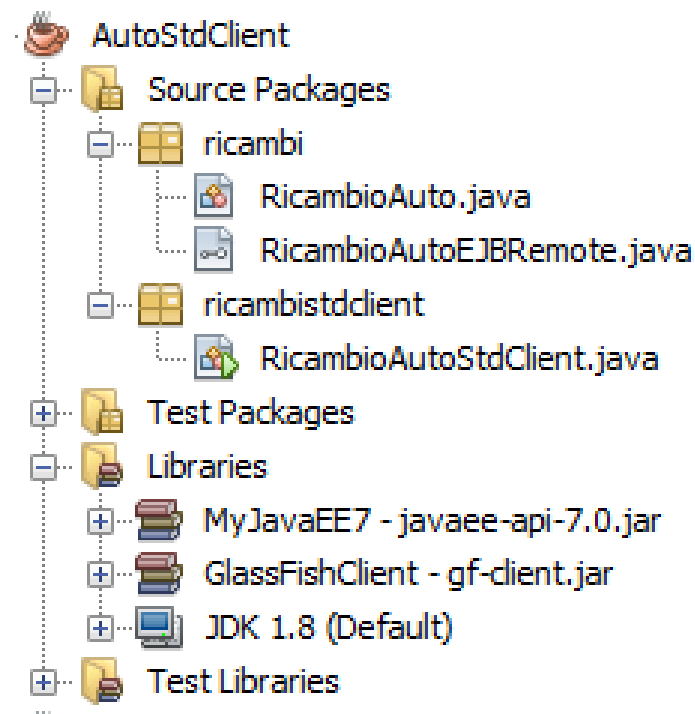 AutoStdClient
Source Packages
ricambi
RicambioAuto.java
RicambioAutoEJBRemote.java
ricambistdclient
RicambioAutoStdClient.java
Test Packages
Libraries
MyJavaEE7 - javaee-api-7.0.jar
GlassFishClient - gf-client.jar
JDK 1.8 (Default)
Test Libraries